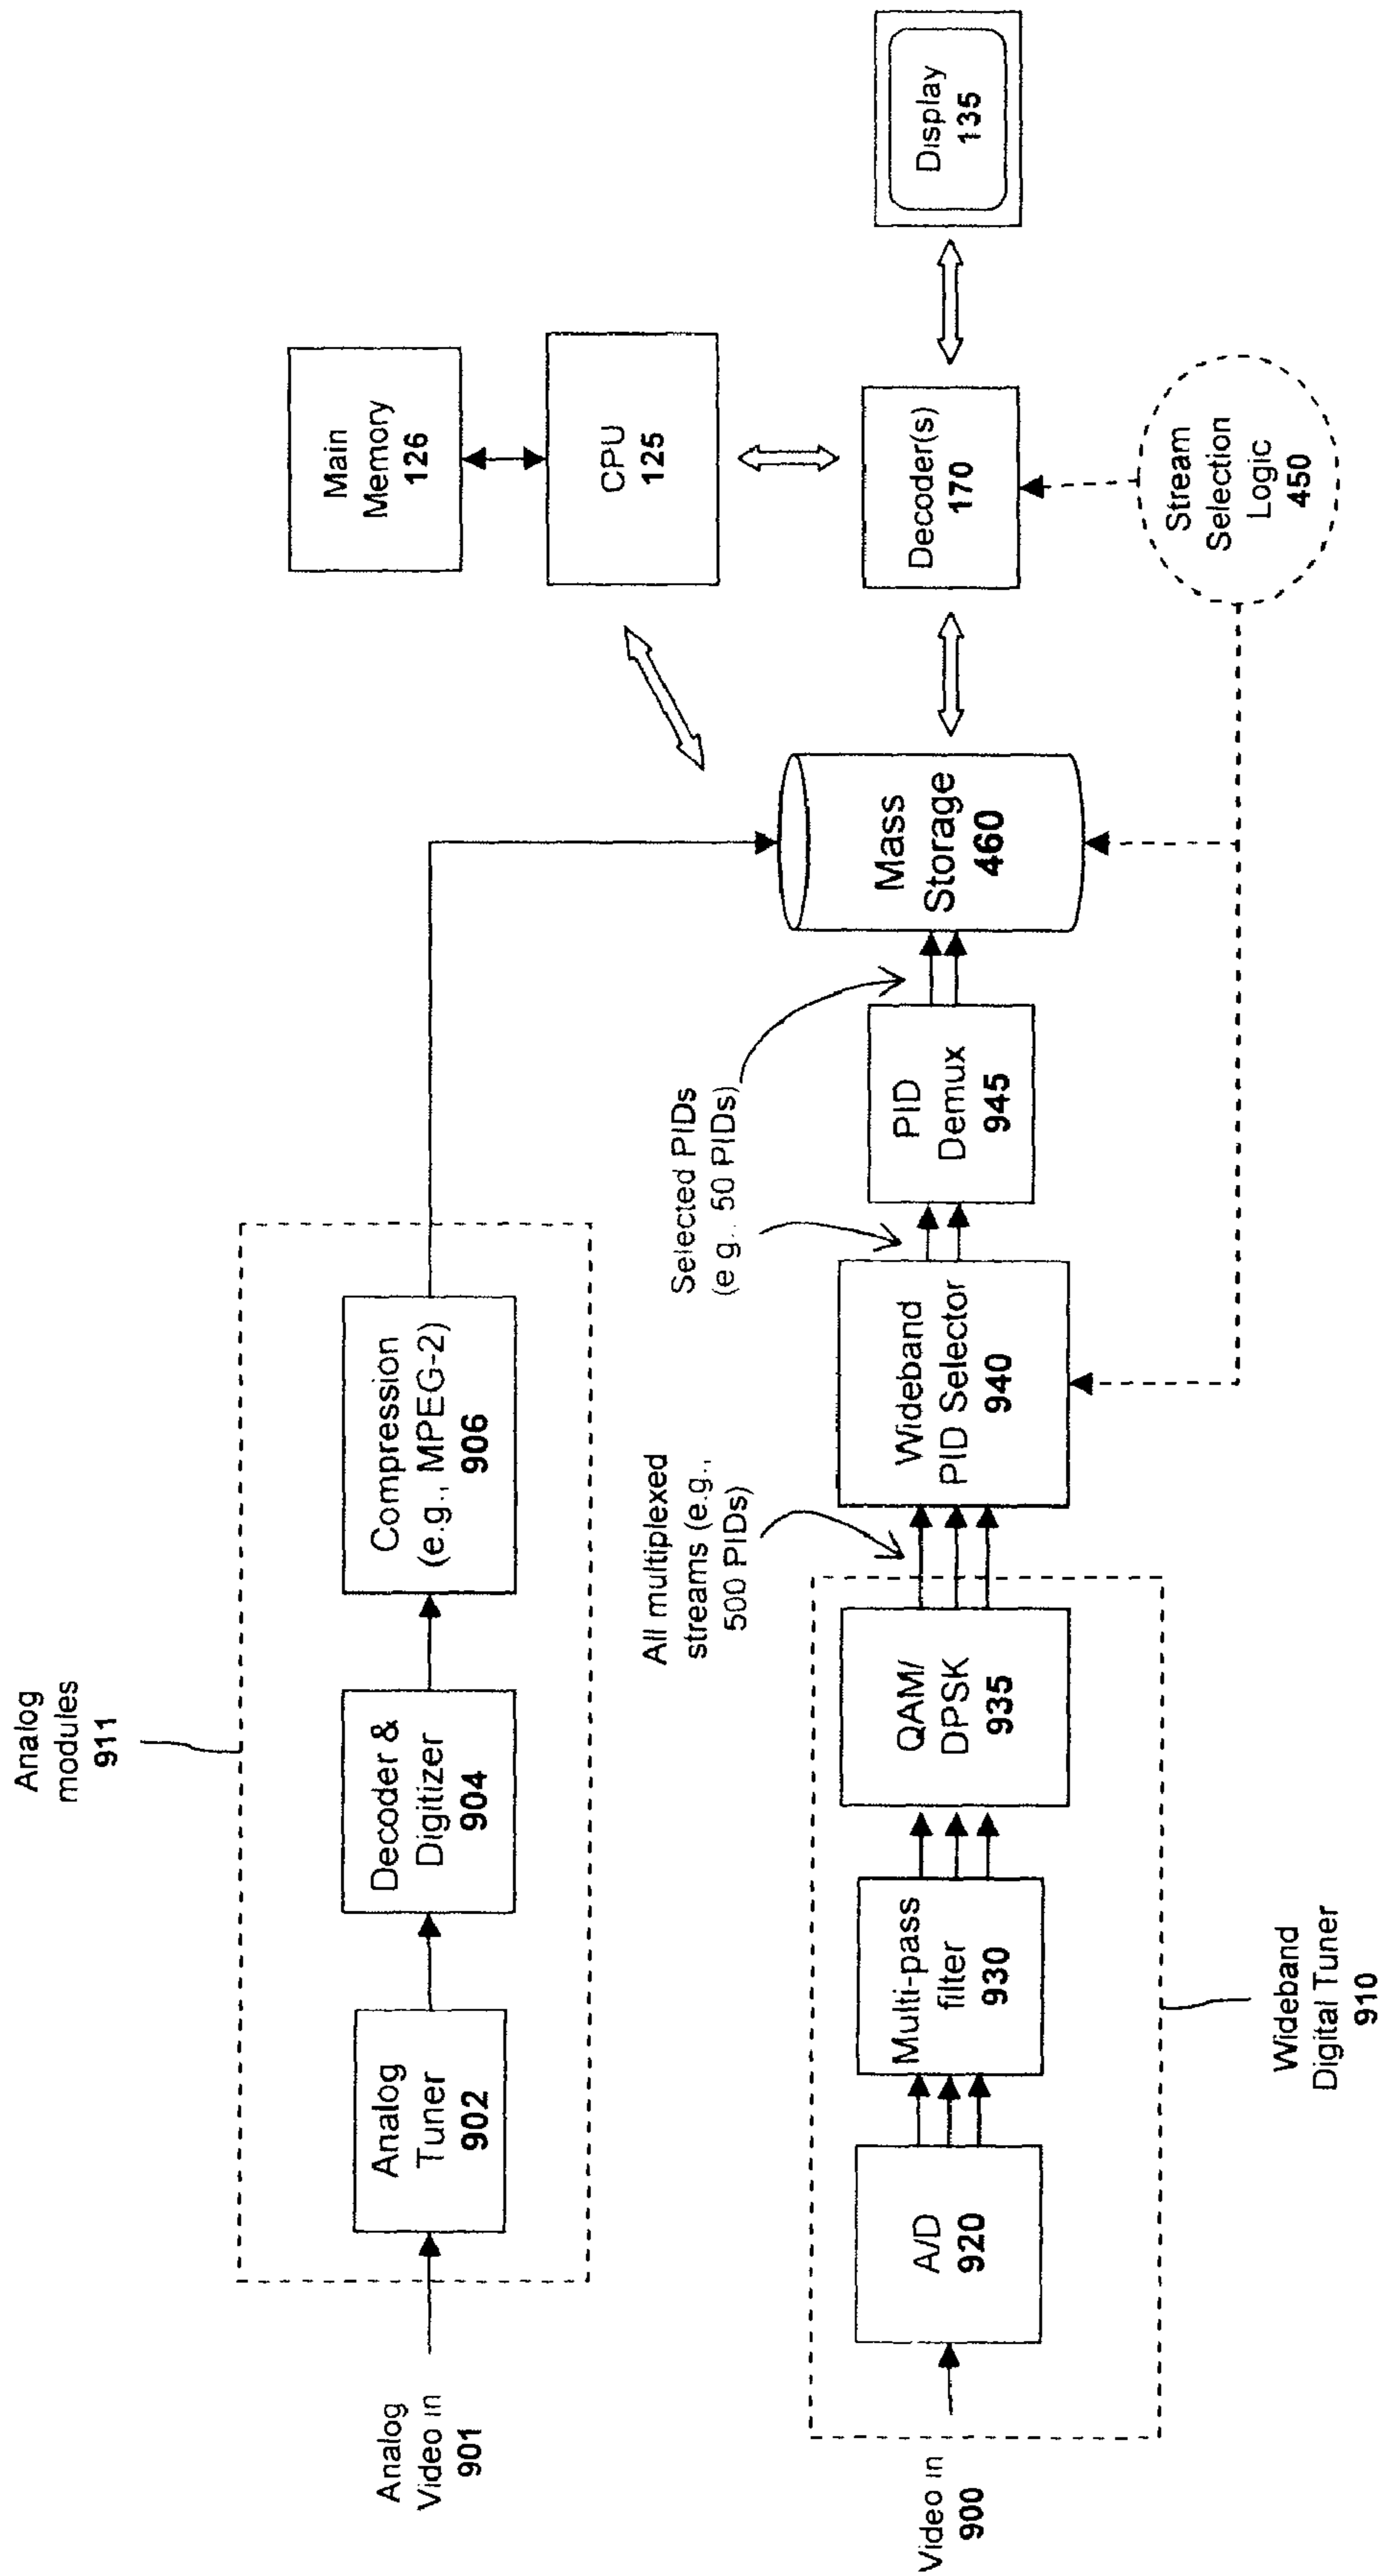 Analog
modules
911
Analog
Video in
901
Analog
Tuner
902
Decoder &
Digitizer
904
Compression
(e.g., MPEG-2)
906
Main
Memory
126
CPU
125
All multiplexed
streams (e.g.,
500 PIDs)
Selected PIDs
(e g., 50 PIDs)
Video in
900
A/D
920
Multi-pass
filter
930
QAM/
DPSK
935
Wideband
PID Selector
940
PID
Demux
945
Mass
Storage
460
Decoder(s)
170
Display
135
Stream
Selection
Logic
450
Wideband
Digital Tuner
910